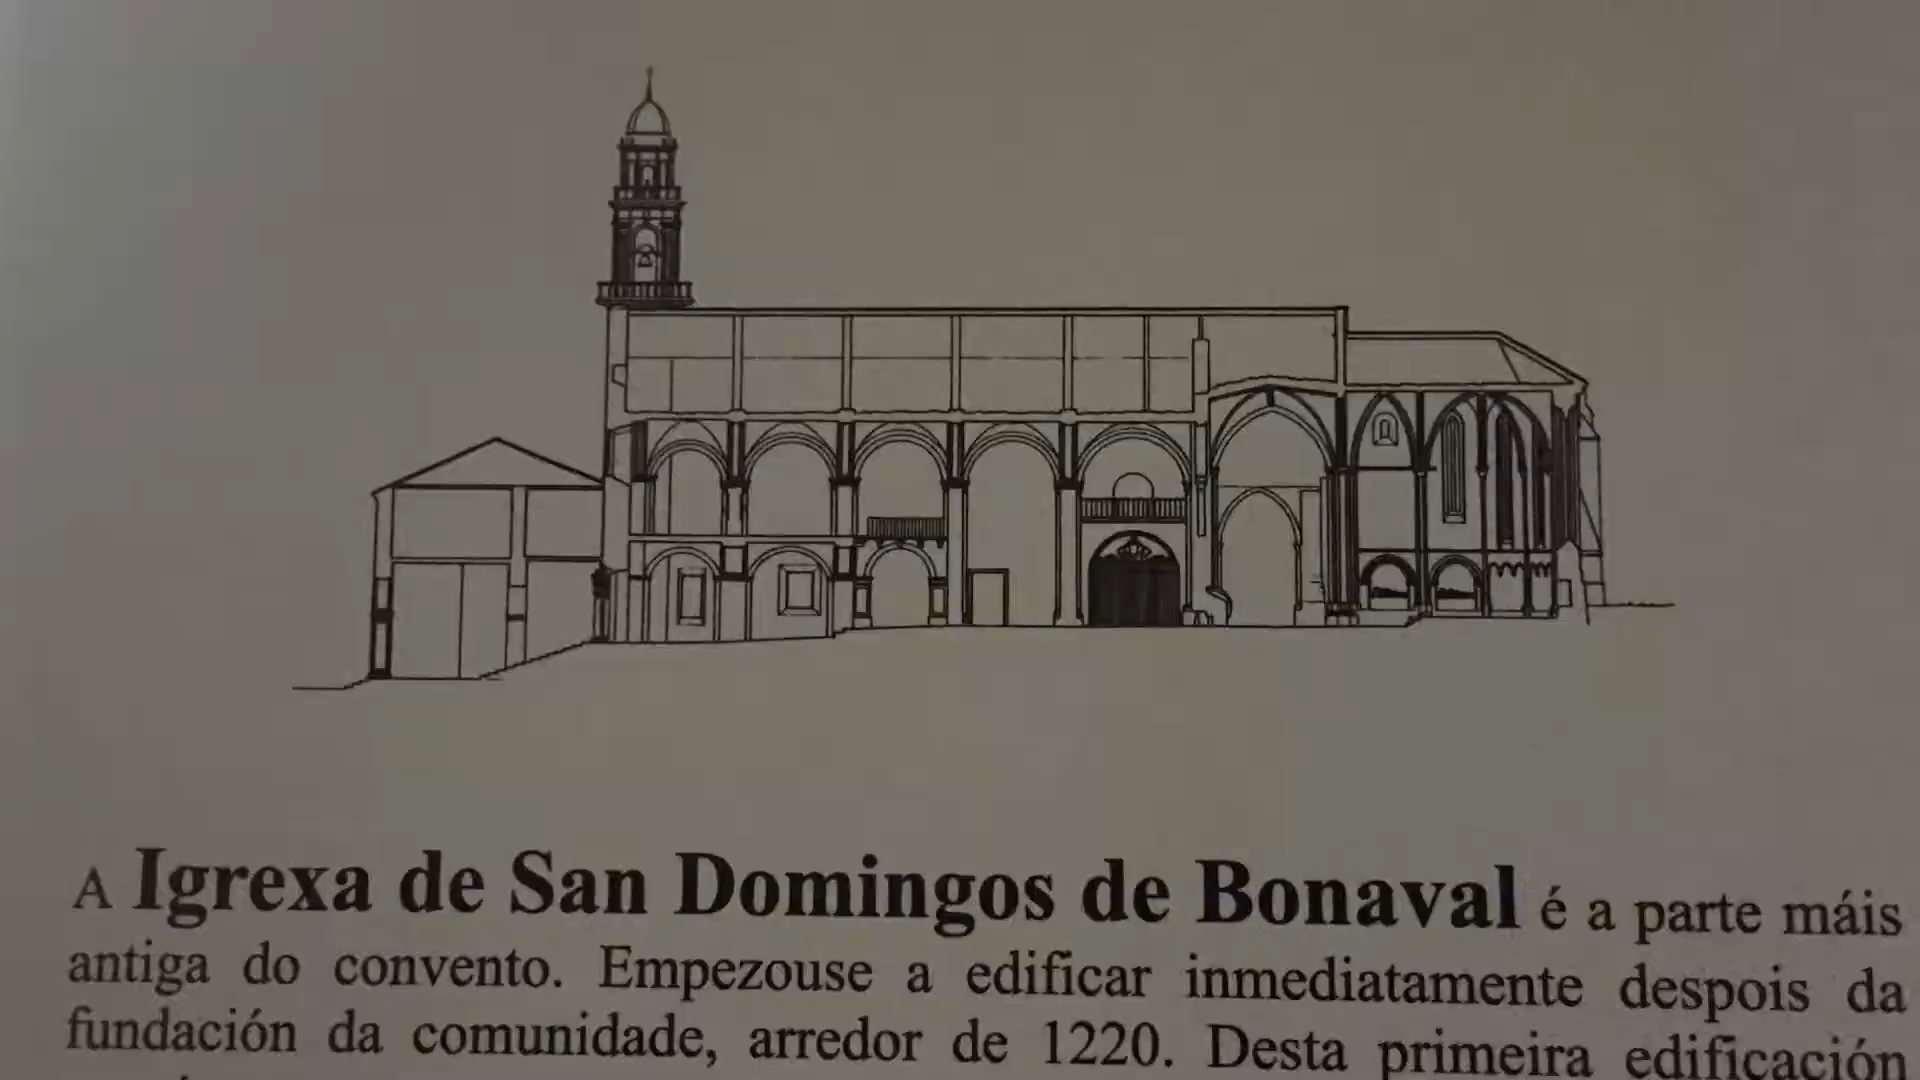 A Igrexa de San Domingos de Bonaval é a parte máis
antiga do convento. Empezouse a edificar inmediatamente despois da
fundación da comunidade, arredor de 1220. Desta primeira edificación